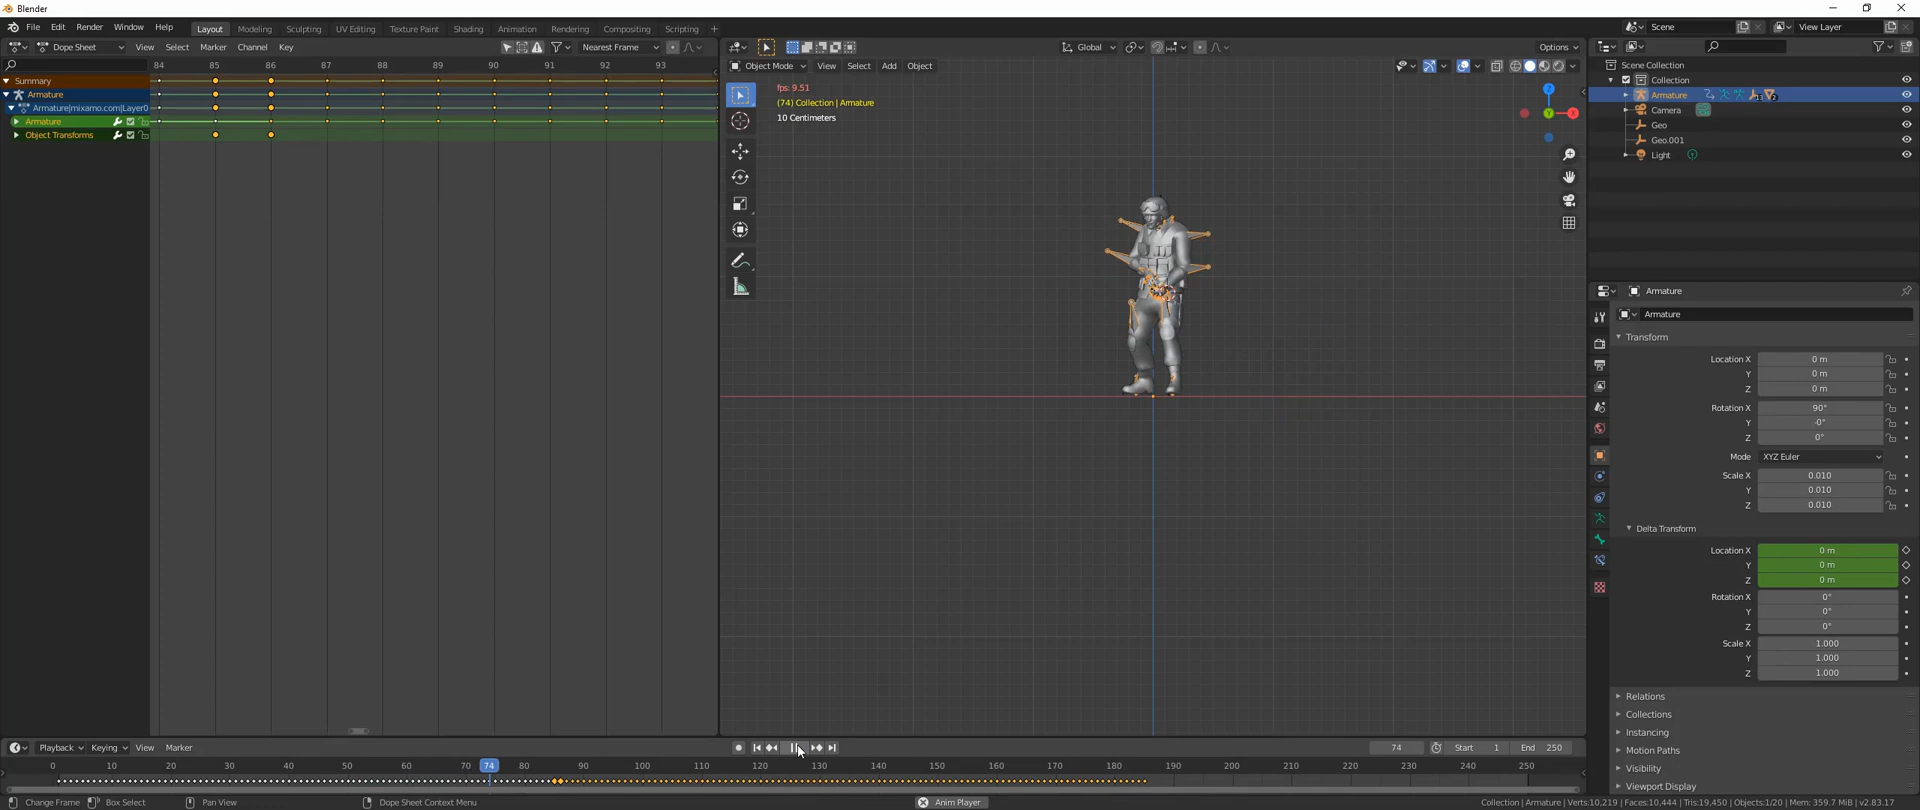 Blender
File Edit Render Window Help Layout Modeling Sculpting UV Editing Texture Paint Shading Animation Rendering Compositing Scripting + Scene View Layer
Dope Sheet View Select Marker Channel Key Nearest Frame Global Options
Object Mode View Select Add Object
84 85 86 87 88 89 90 91 92 93
Summary
Armature
Armature|mixamo.com|Layer0
Armature
Object Transforms
fps: 9.51
(74) Collection | Armature
10 Centimeters
Z
Y
X
Scene Collection
Collection
Armature 13 2
Camera
Geo
Geo.001
Light
Armature
Armature
Transform
Location X 0 m
Y 0 m
Z 0 m
Rotation X 90°
Y -0°
Z 0°
Mode XYZ Euler
Scale X 0.010
Y 0.010
Z 0.010
Delta Transform
Location X 0 m
Y 0 m
Z 0 m
Rotation X 0°
Y 0°
Z 0°
Scale X 1.000
Y 1.000
Z 1.000
Relations
Collections
Instancing
Motion Paths
Visibility
Viewport Display
Playback Keying View Marker 74 Start 1 End 250
0 10 20 30 40 50 60 70 74 80 90 100 110 120 130 140 150 160 170 180 190 200 210 220 230 240 250
Change Frame Box Select Pan View Dope Sheet Context Menu Anim Player Collection | Armature | Verts:10,219 | Faces:10,444 | Tris:19,450 | Objects:1/20 | Mem: 359.7 MiB | v2.83.17